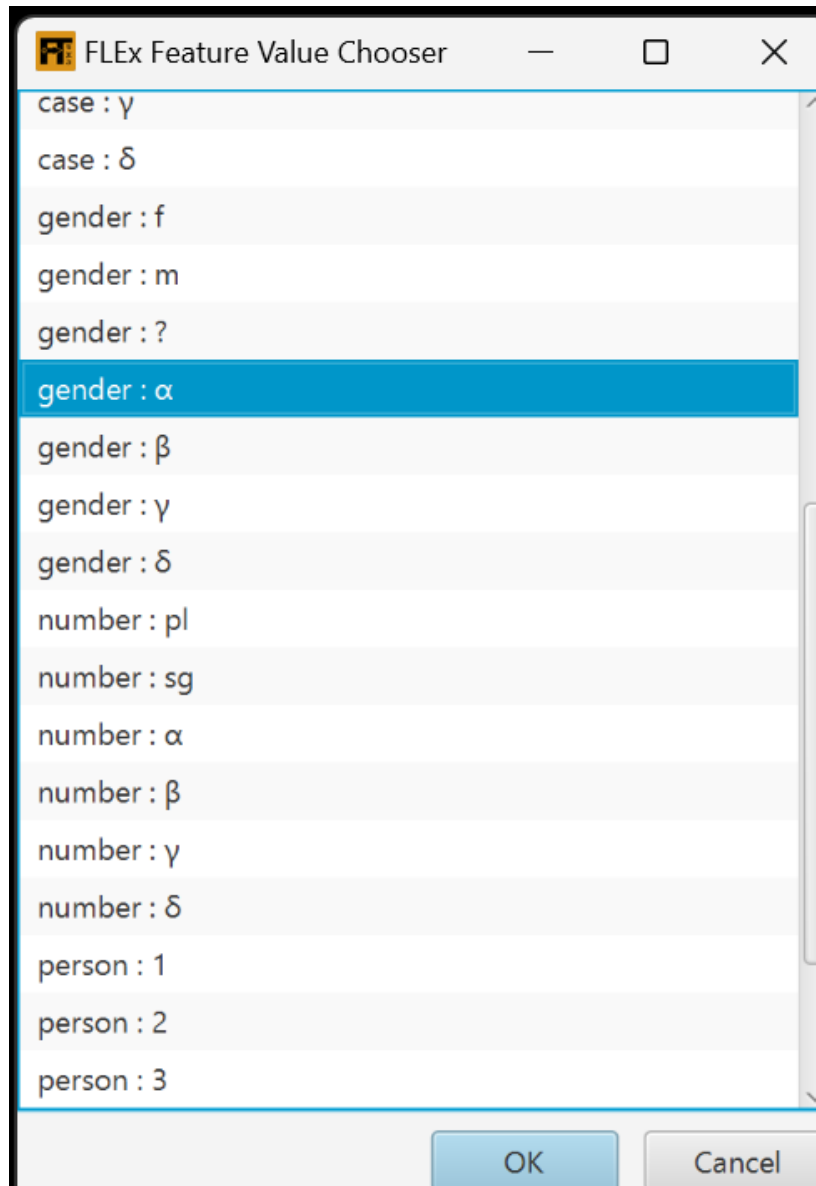 FLEx Feature Value Chooser
case : γ
case : δ
gender : f
gender : m
gender : ?
gender : α
gender : β
gender : γ
gender : δ
number : pl
number : sg
number : α
number : β
number : γ
number : δ
person : 1
person : 2
person : 3
OK
Cancel